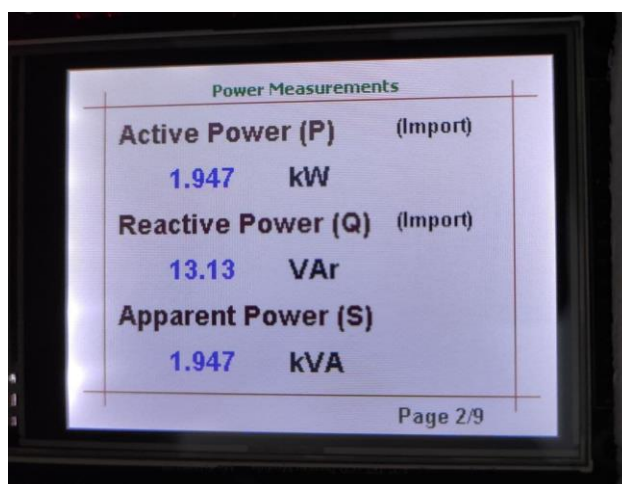 Power Measurements
Active Power (P) (Import)
1.947 kW
Reactive Power (Q) (Import)
13.13 VAr
Apparent Power (S)
1.947 kVA
Page 2/9